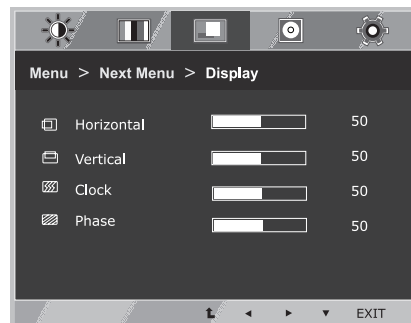 Menu > Next Menu > Display
Horizontal 50
Vertical 50
Clock 50
Phase 50
EXIT